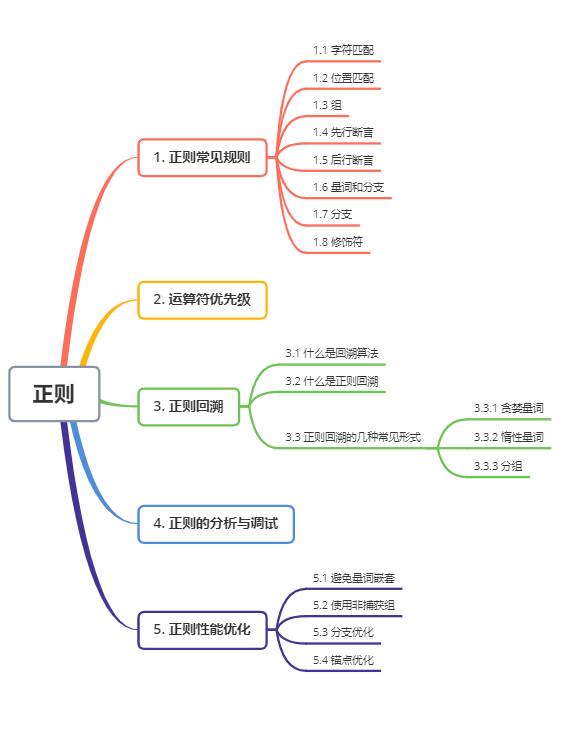 正则
1. 正则常见规则
1.1 字符匹配
1.2 位置匹配
1.3 组
1.4 先行断言
1.5 后行断言
1.6 量词和分支
1.7 分支
1.8 修饰符
2. 运算符优先级
3. 正则回溯
3.1 什么是回溯算法
3.2 什么是正则回溯
3.3 正则回溯的几种常见形式
3.3.1 贪婪量词
3.3.2 惰性量词
3.3.3 分组
4. 正则的分析与调试
5. 正则性能优化
5.1 避免量词嵌套
5.2 使用非捕获组
5.3 分支优化
5.4 锚点优化